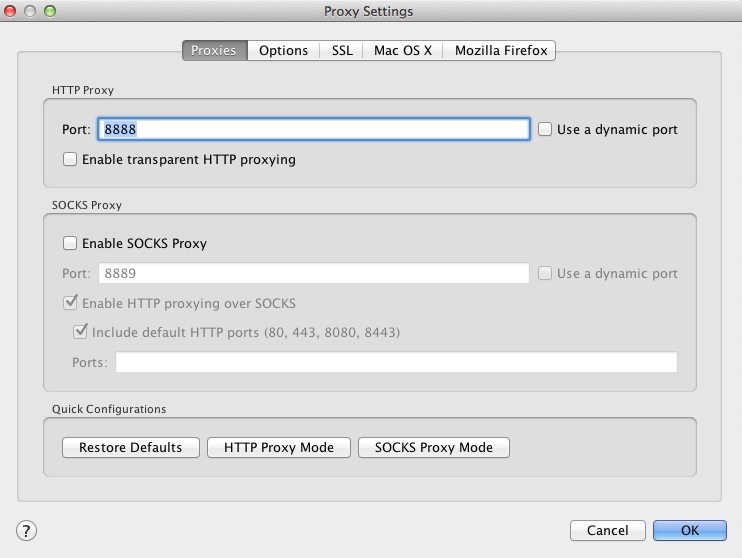 Proxy Settings
Proxies Options SSL Mac OS X Mozilla Firefox
HTTP Proxy
Port: 8888 Use a dynamic port
Enable transparent HTTP proxying
SOCKS Proxy
Enable SOCKS Proxy
Port: 8889 Use a dynamic port
Enable HTTP proxying over SOCKS
Include default HTTP ports (80, 443, 8080, 8443)
Ports:
Quick Configurations
Restore Defaults HTTP Proxy Mode SOCKS Proxy Mode
? Cancel OK